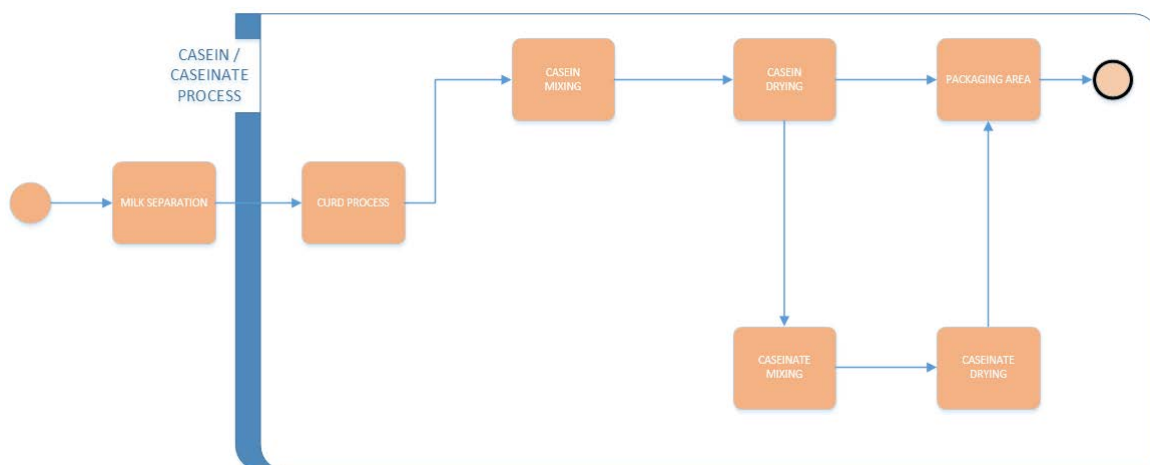 CASEIN /
CASEINATE
PROCESS
MILK SEPARATION
CURD PROCESS
CASEIN
MIXING
CASEIN
DRYING
PACKAGING AREA
CASEINATE
MIXING
CASEINATE
DRYING